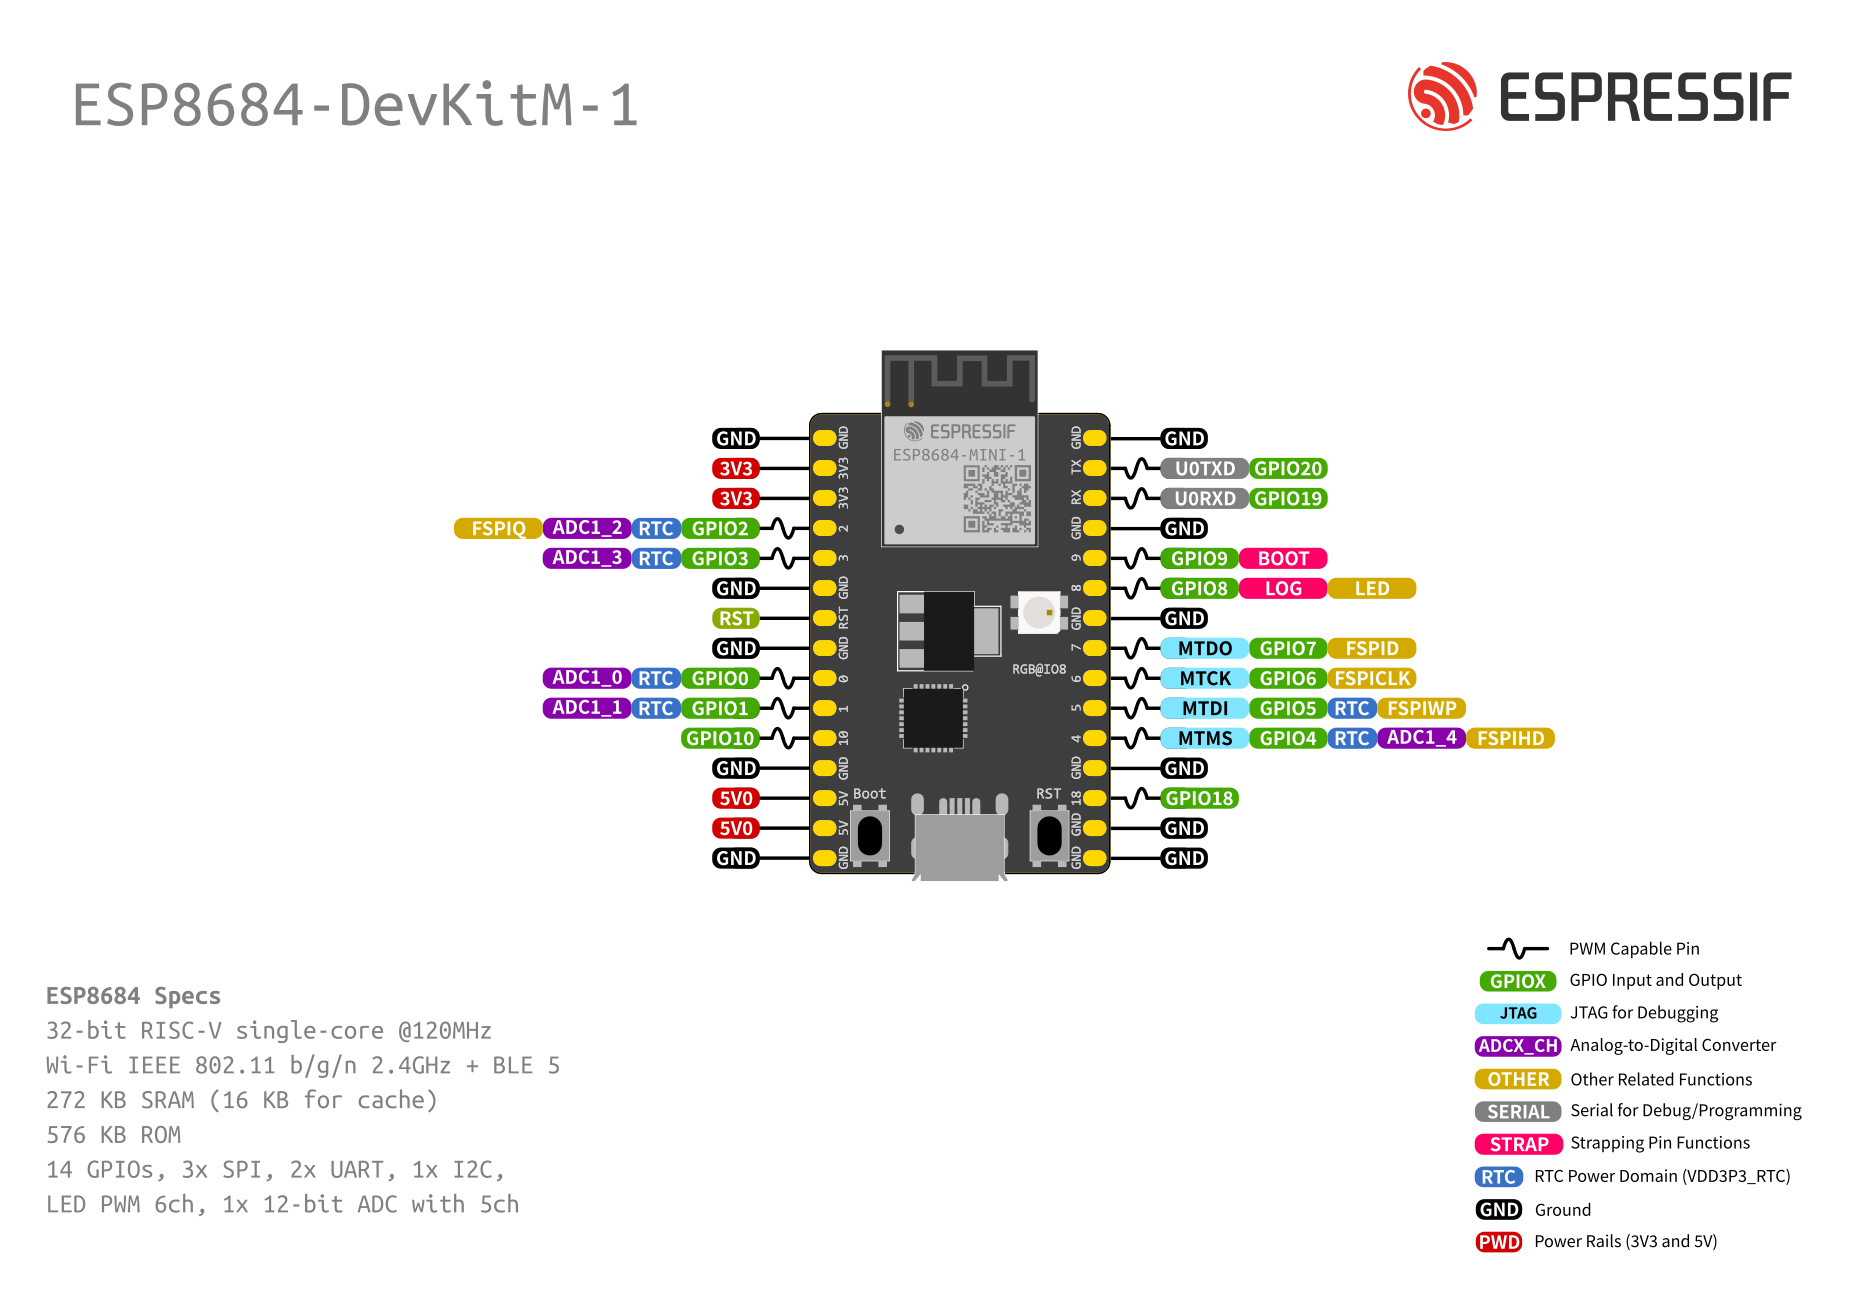 ESP8684-DevKitM-1
ESPRESSIF
ESPRESSIF
ESP8684-MINI-1
GND GND GND GND
3V3 3V3 TX U0TXD GPIO20
3V3 3V3 RX U0RXD GPIO19
FSPIQ ADC1_2 RTC GPIO2 2 GND GND
ADC1_3 RTC GPIO3 3 9 GPIO9 BOOT
GND GND 8 GPIO8 LOG LED
RST RST GND GND
GND GND 7 MTDO GPIO7 FSPID
RGB@IO8
ADC1_0 RTC GPIO0 0 6 MTCK GPIO6 FSPICLK
ADC1_1 RTC GPIO1 1 5 MTDI GPIO5 RTC FSPIWP
GPIO10 10 4 MTMS GPIO4 RTC ADC1_4 FSPIHD
GND GND GND GND
5V0 5V Boot RST 18 GPIO18
5V0 5V GND GND
GND GND GND GND
PWM Capable Pin
GPIOX GPIO Input and Output
JTAG JTAG for Debugging
ADCX_CH Analog-to-Digital Converter
OTHER Other Related Functions
SERIAL Serial for Debug/Programming
STRAP Strapping Pin Functions
RTC RTC Power Domain (VDD3P3_RTC)
GND Ground
PWD Power Rails (3V3 and 5V)
ESP8684 Specs
32-bit RISC-V single-core @120MHz
Wi-Fi IEEE 802.11 b/g/n 2.4GHz + BLE 5
272 KB SRAM (16 KB for cache)
576 KB ROM
14 GPIOs, 3x SPI, 2x UART, 1x I2C,
LED PWM 6ch, 1x 12-bit ADC with 5ch